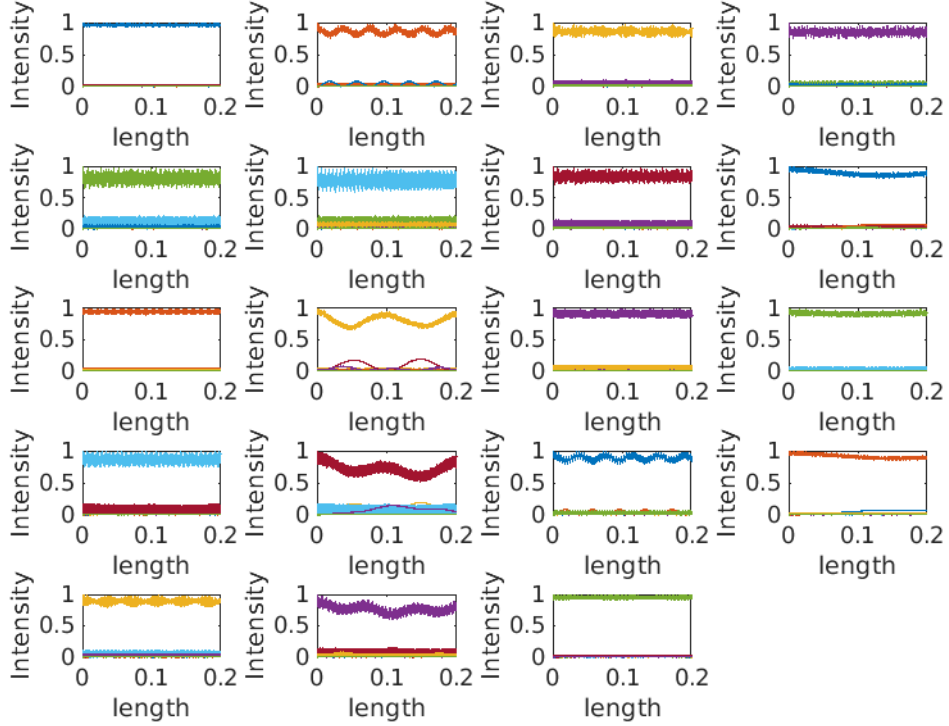 Intensity Intensity Intensity Intensity
1 1 1 1
0.5 0.5 0.5 0.5
0 0 0 0
0 0.1 0.2 0 0.1 0.2 0 0.1 0.2 0 0.1 0.2
length length length length
Intensity Intensity Intensity Intensity
1 1 1 1
0.5 0.5 0.5 0.5
0 0 0 0
0 0.1 0.2 0 0.1 0.2 0 0.1 0.2 0 0.1 0.2
length length length length
Intensity Intensity Intensity Intensity
1 1 1 1
0.5 0.5 0.5 0.5
0 0 0 0
0 0.1 0.2 0 0.1 0.2 0 0.1 0.2 0 0.1 0.2
length length length length
Intensity Intensity Intensity Intensity
1 1 1 1
0.5 0.5 0.5 0.5
0 0 0 0
0 0.1 0.2 0 0.1 0.2 0 0.1 0.2 0 0.1 0.2
length length length length
Intensity Intensity Intensity
1 1 1
0.5 0.5 0.5
0 0 0
0 0.1 0.2 0 0.1 0.2 0 0.1 0.2
length length length